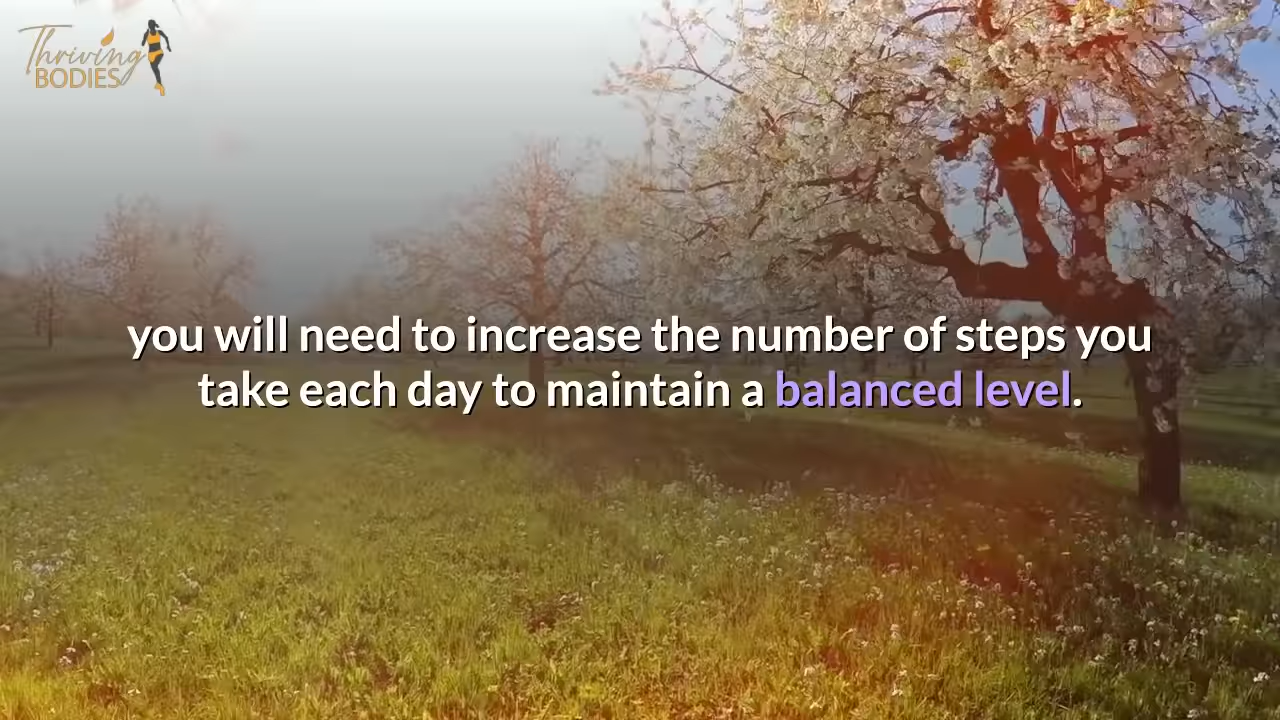 Thriving
BODIES
you will need to increase the number of steps you
take each day to maintain a balanced level.